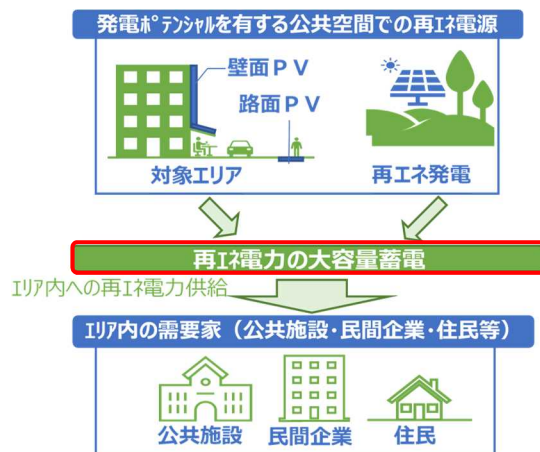 発電ﾎﾟﾃﾝｼｬﾙを有する公共空間での再ｴﾈ電源
壁面ＰＶ
路面ＰＶ
対象エリア
再エネ発電
再ｴﾈ電力の大容量蓄電
ｴﾘｱ内への再ｴﾈ電力供給
ｴﾘｱ内の需要家（公共施設･民間企業･住民等）
公共施設
民間企業
住民